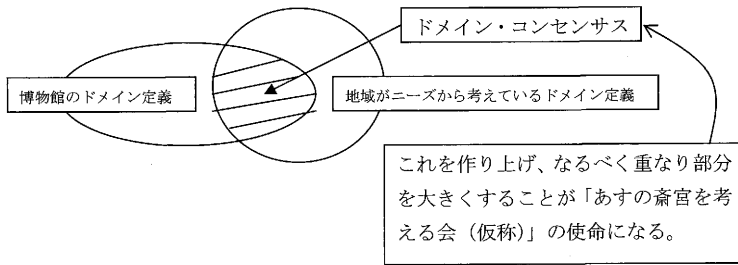 ドメイン・コンセンサス
博物館のドメイン定義
地域がニーズから考えているドメイン定義
これを作り上げ、なるべく重なり部分
を大きくすることが「あすの斎宮を考
える会（仮称）」の使命になる。